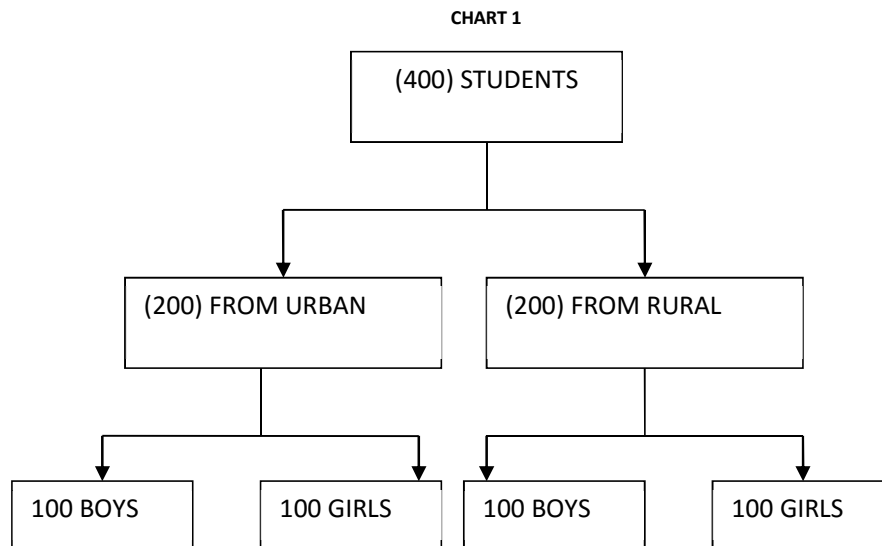 CHART 1
(400) STUDENTS
(200) FROM URBAN
(200) FROM RURAL
100 BOYS
100 GIRLS
100 BOYS
100 GIRLS